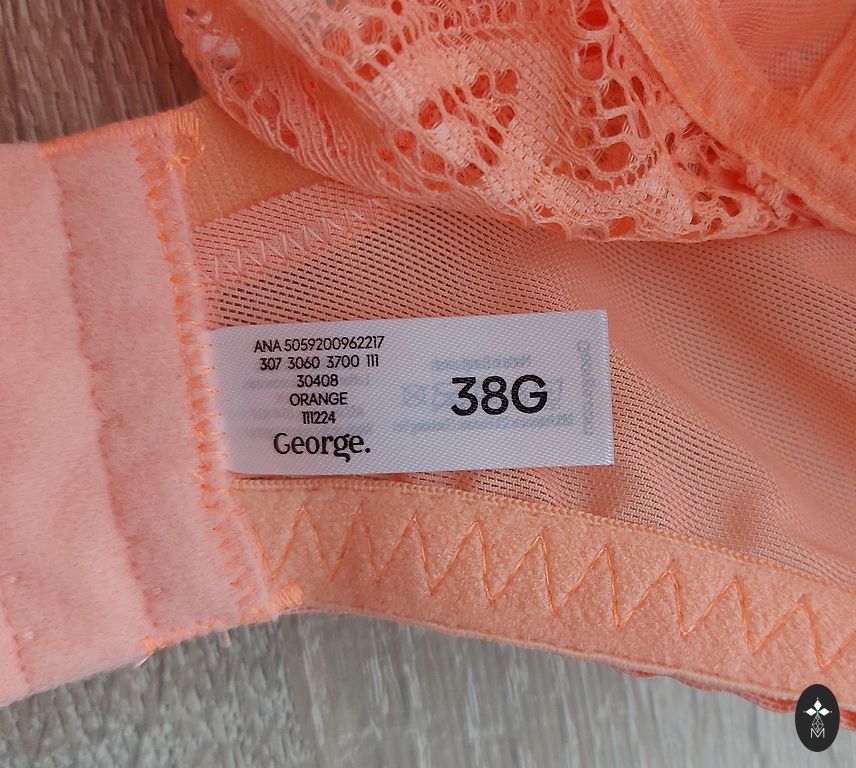 ANA 5059200962217
307 3060 3700 111
30408
ORANGE
111224
George.
38G